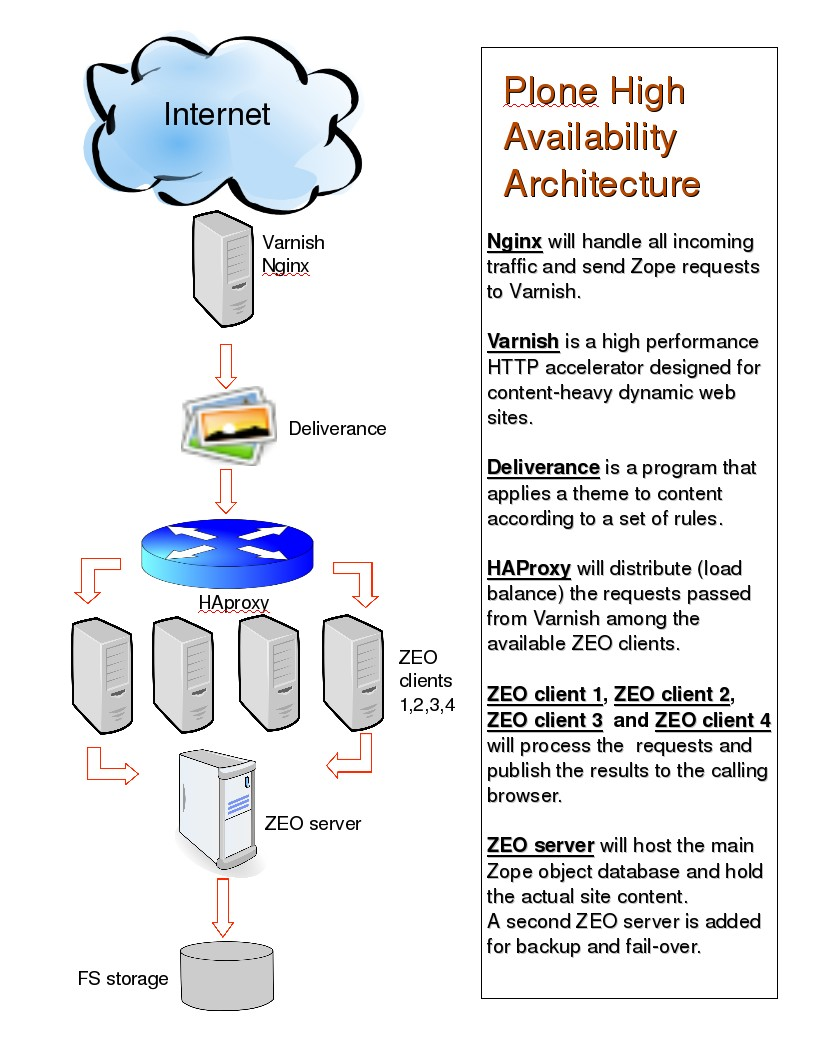 Internet
Varnish
Nginx
Deliverance
HAproxy
ZEO
clients
1,2,3,4
ZEO server
FS storage
Plone High
Availability
Architecture
Nginx will handle all incoming
traffic and send Zope requests
to Varnish.
Varnish is a high performance
HTTP accelerator designed for
content-heavy dynamic web
sites.
Deliverance is a program that
applies a theme to content
according to a set of rules.
HAProxy will distribute (load
balance) the requests passed
from Varnish among the
available ZEO clients.
ZEO client 1, ZEO client 2,
ZEO client 3 and ZEO client 4
will process the requests and
publish the results to the calling
browser.
ZEO server will host the main
Zope object database and hold
the actual site content.
A second ZEO server is added
for backup and fail-over.